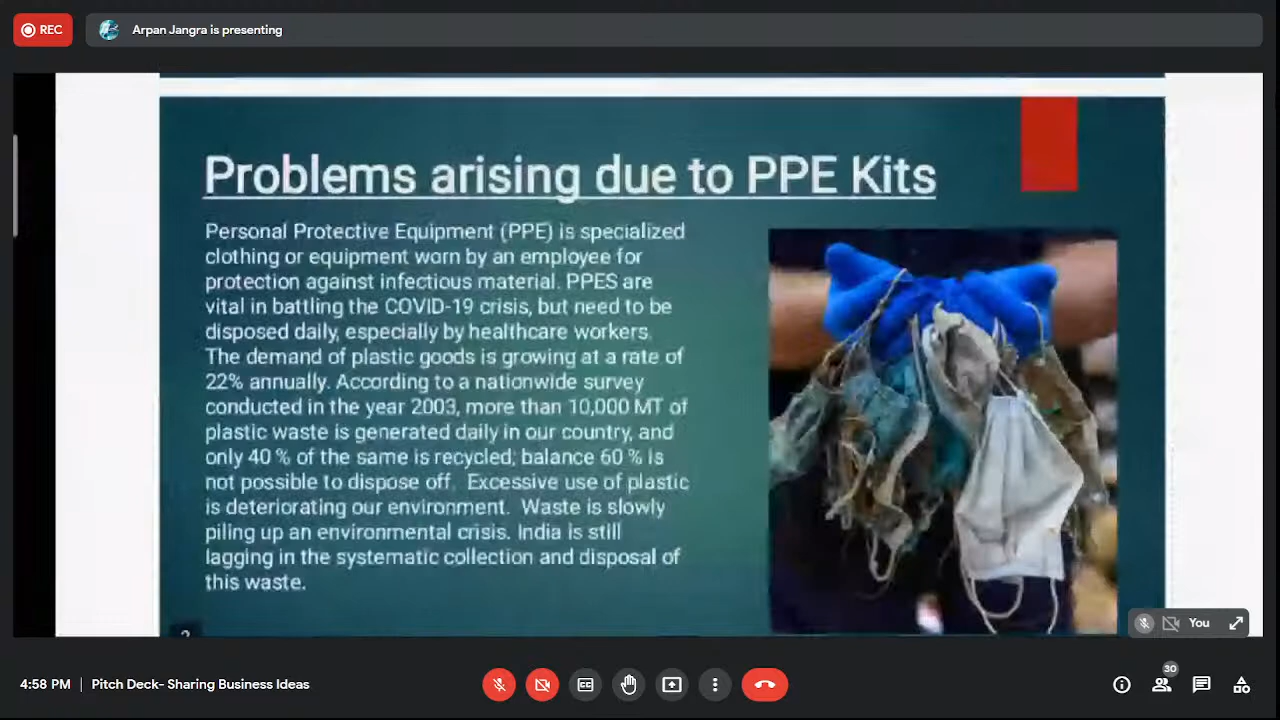 REC
Arpan Jangra is presenting
Problems arising due to PPE Kits
Personal Protective Equipment (PPE) is specialized
clothing or equipment worn by an employee for
protection against infectious material. PPES are
vital in battling the COVID-19 crisis, but need to be
disposed daily, especially by healthcare workers.
The demand of plastic goods is growing at a rate of
22% annually. According to a nationwide survey
conducted in the year 2003, more than 10,000 MT of
plastic waste is generated daily in our country, and
only 40 % of the same is recycled; balance 60 % is
not possible to dispose off.  Excessive use of plastic
is deteriorating our environment.  Waste is slowly
piling up an environmental crisis. India is still
lagging in the systematic collection and disposal of
this waste.
You
30
4:58 PM | Pitch Deck- Sharing Business Ideas
CC